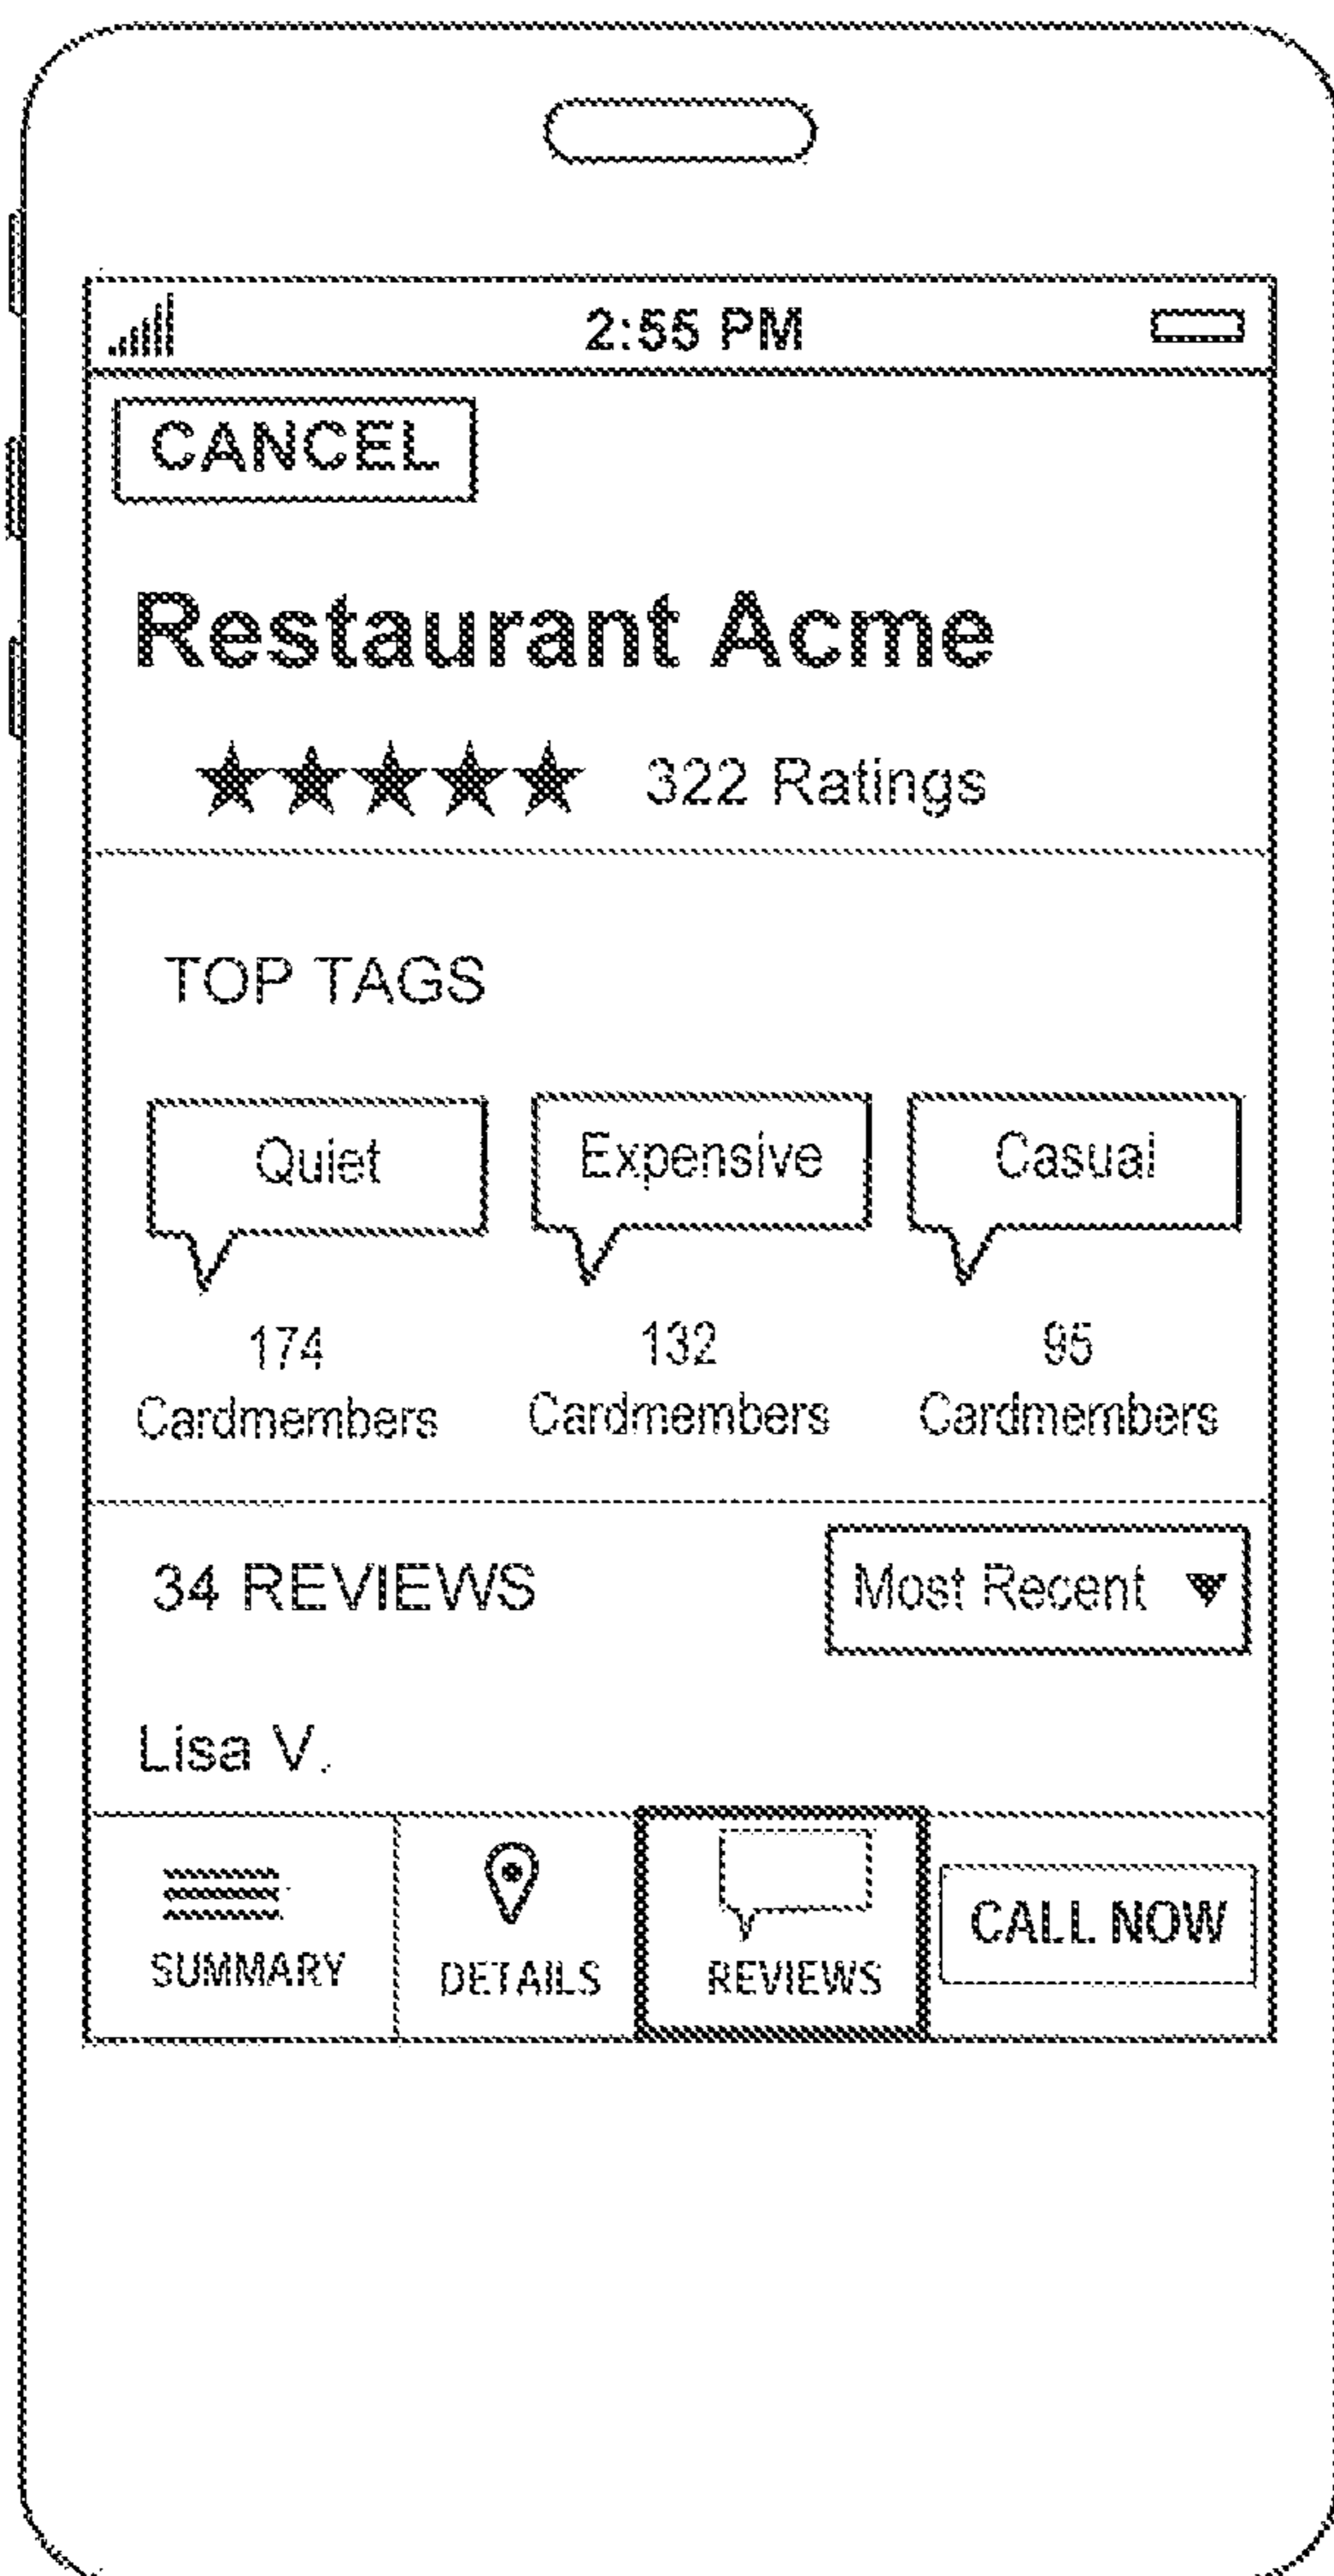 2:55 PM
CANCEL
Restaurant Acme
322 Ratings
TOP TAGS
Quiet Expensive Casual
174 132 95
Cardmembers Cardmembers Cardmembers
34 REVIEWS Most Recent
Lisa V.
SUMMARY DETAILS REVIEWS CALL NOW